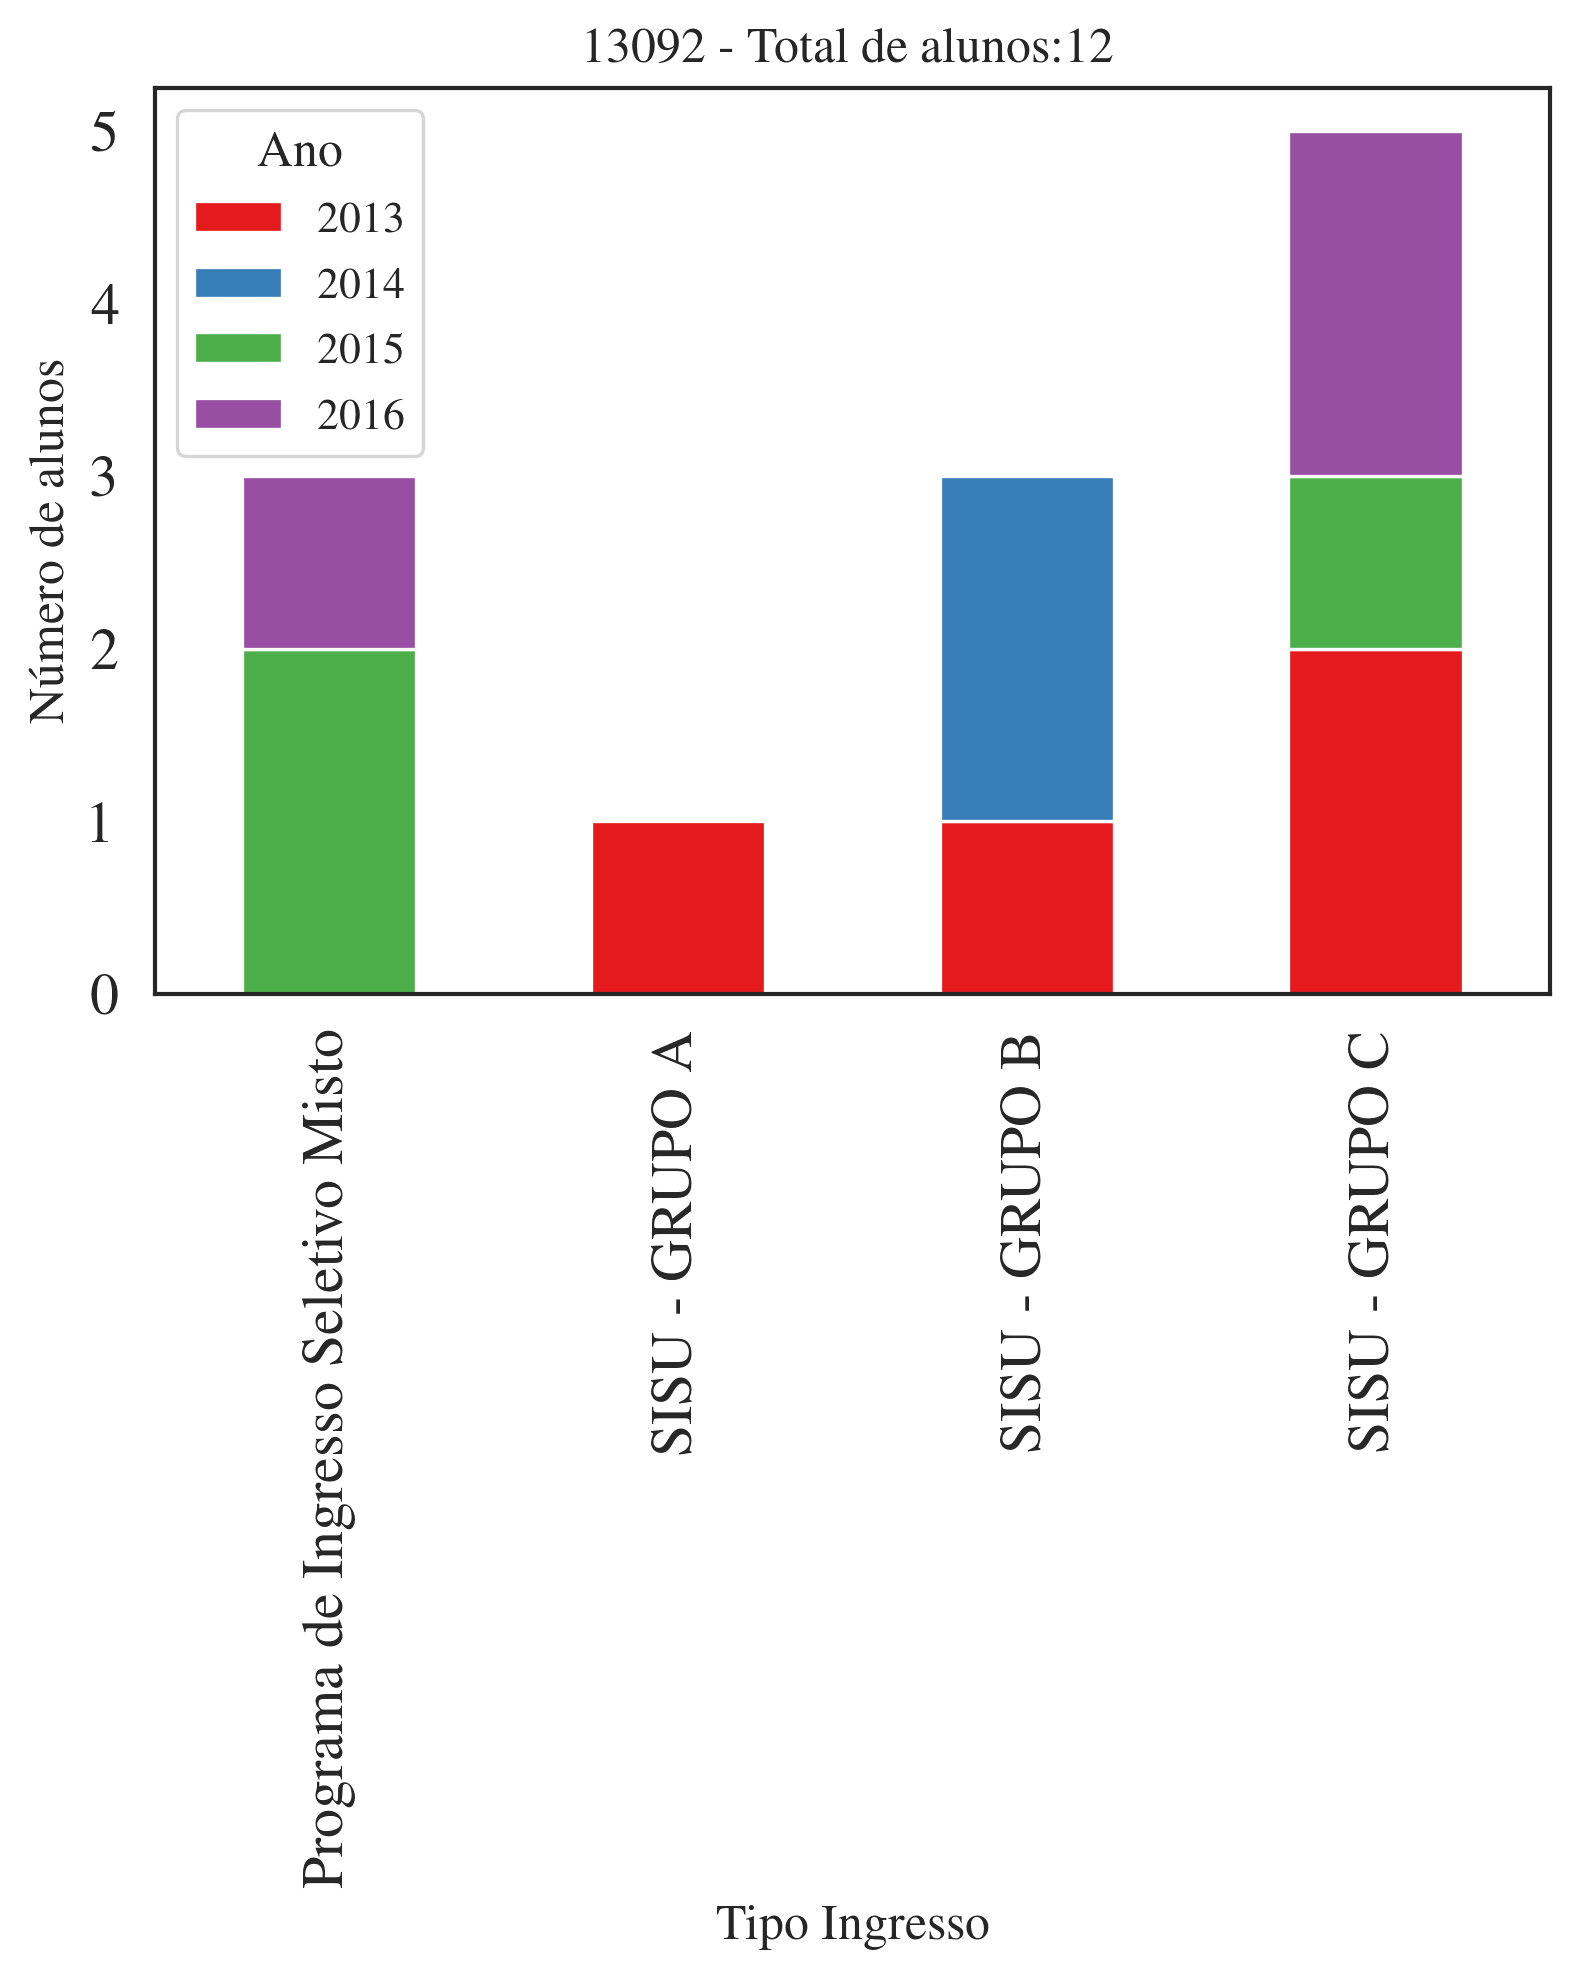 13092 - Total de alunos:12
Ano
2013
2014
2015
2016
Número de alunos
5
4
3
2
1
0
Programa de Ingresso Seletivo Misto
SISU - GRUPO A
SISU - GRUPO B
SISU - GRUPO C
Tipo Ingresso